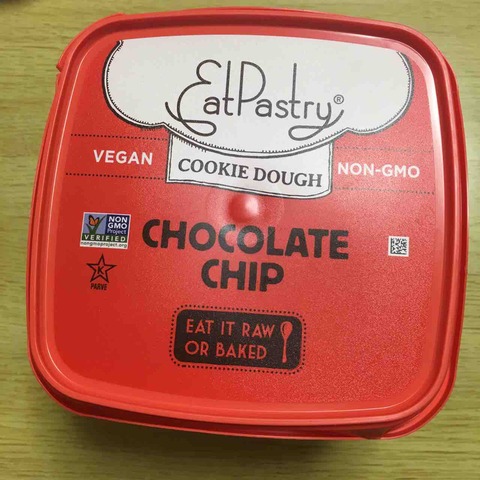 EatPastry®
VEGAN
COOKIE DOUGH
NON-GMO
NON
GMO
Project
VERIFIED
nongmoproject.org
CHOCOLATE
CHIP
K
PARVE
EAT IT RAW
OR BAKED